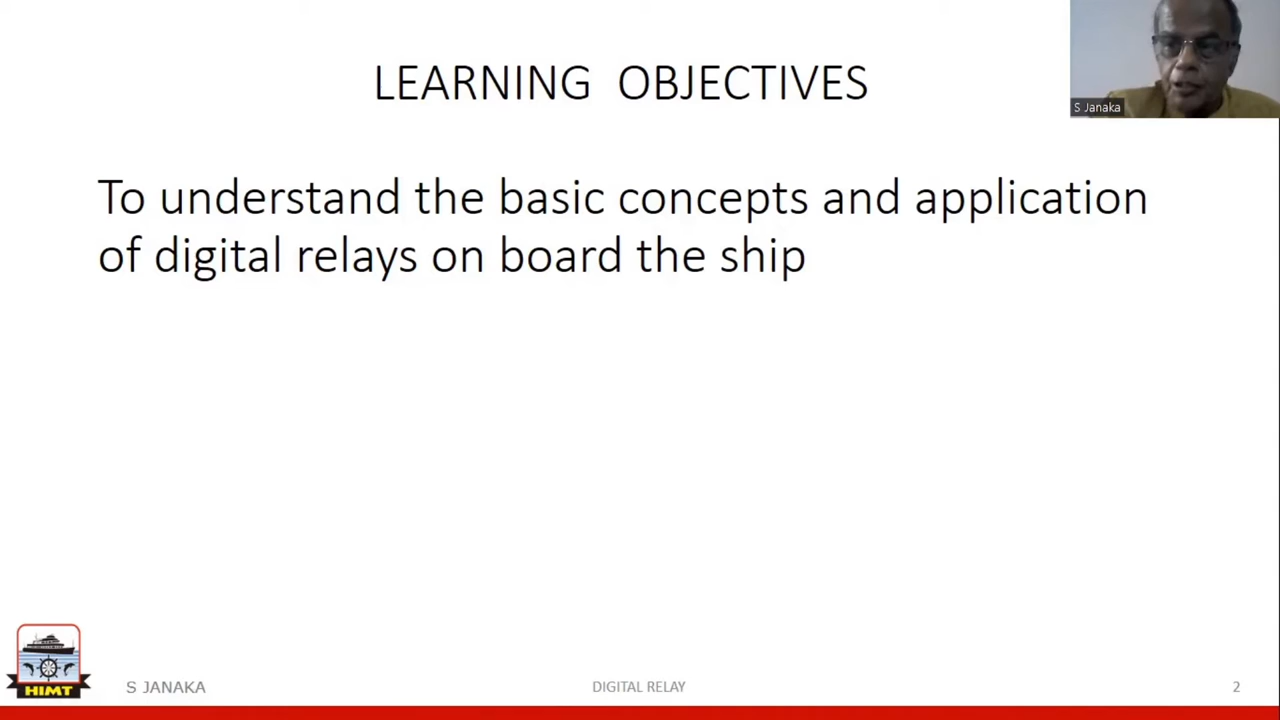 LEARNING OBJECTIVES
S Janaka
To understand the basic concepts and application
of digital relays on board the ship
HIMT
S JANAKA
DIGITAL RELAY
2